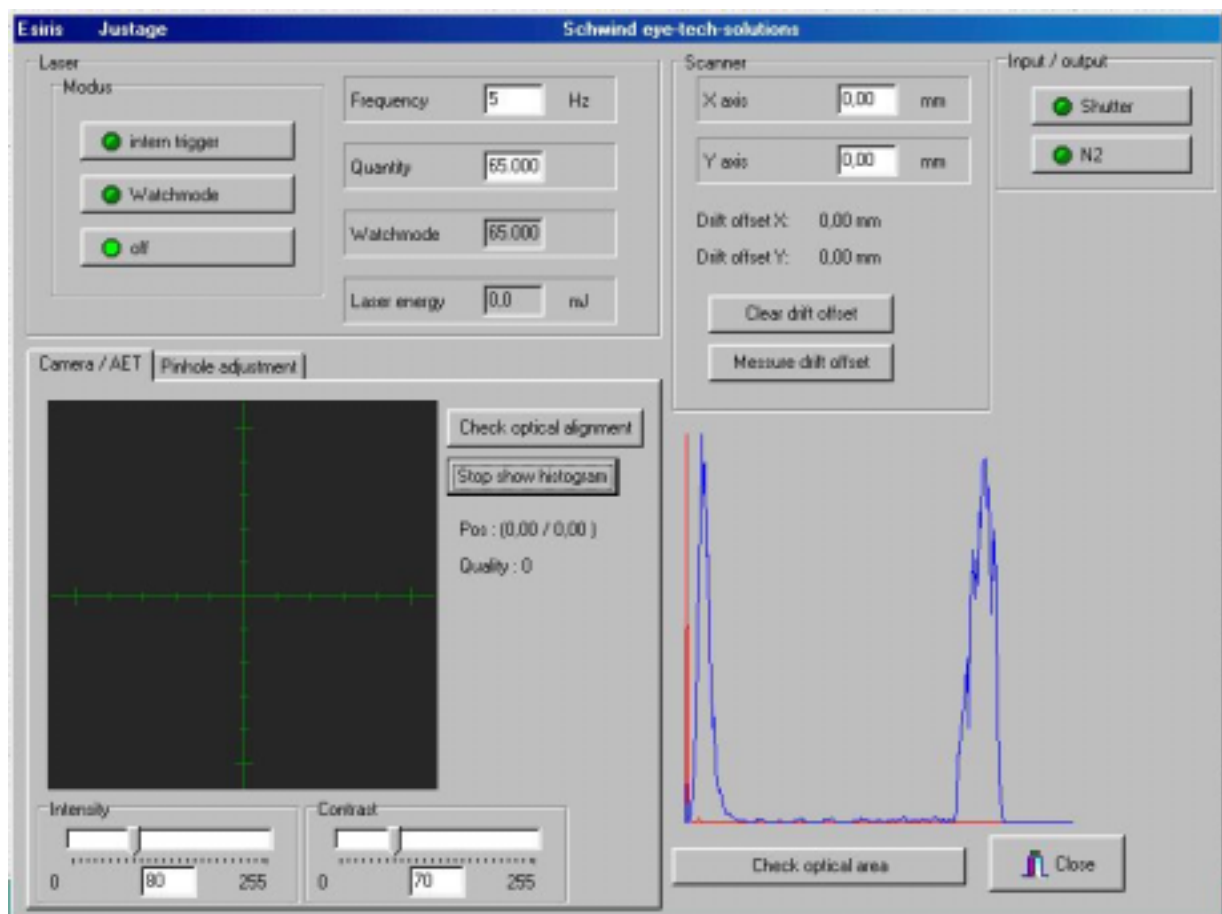 Esiris Justage Schwind eye-tech-solutions
Laser
Modus
intern trigger
Watchmode
off
Frequency 5 Hz
Quantity 65.000
Watchmode 65.000
Laser energy 0,0 mJ
Scanner
X axis 0,00 mm
Y axis 0,00 mm
Drift offset X: 0,00 mm
Drift offset Y: 0,00 mm
Clear drift offset
Messure drift offset
Input / output
Shutter
N2
Camera / AET Pinhole adjustment
Check optical alignment
Stop show histogram
Pos : (0,00 / 0,00 )
Quality : 0
Intensity
0 80 255
Contrast
0 70 255
Check optical area
Close